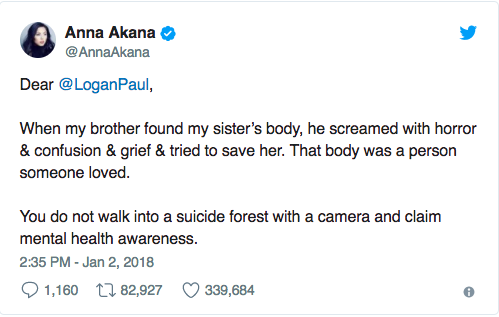 Anna Akana
@AnnaAkana
Dear @LoganPaul,
When my brother found my sister's body, he screamed with horror
& confusion & grief & tried to save her. That body was a person
someone loved.
You do not walk into a suicide forest with a camera and claim
mental health awareness.
2:35 PM - Jan 2, 2018
1,160 82,927 339,684